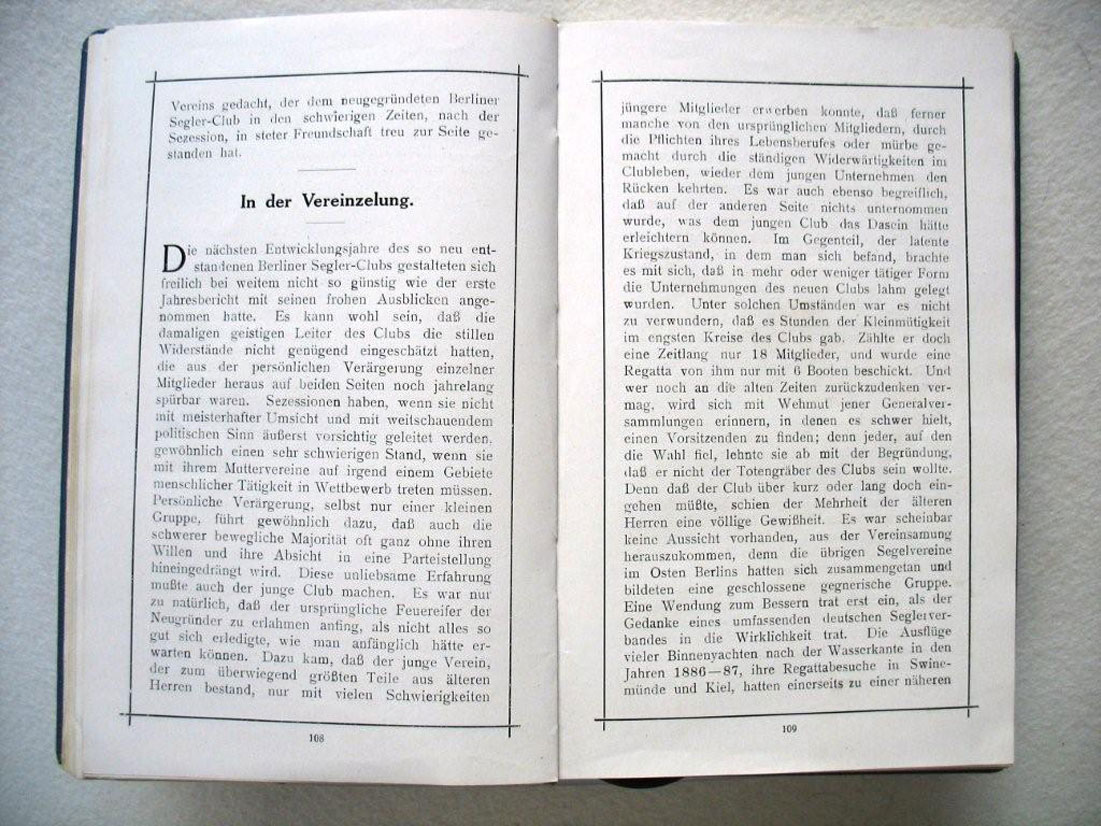 Vereins gedacht, der dem neugegründeten Berliner
Segler-Club in den schwierigen Zeiten, nach der
Sezession, in steter Freundschaft treu zur Seite ge-
standen hat.
In der Vereinzelung.
Die nächsten Entwicklungsjahre des so neu ent-
standenen Berliner Segler-Clubs gestalteten sich
freilich bei weitem nicht so günstig wie der erste
Jahresbericht mit seinen frohen Ausblicken ange-
nommen hatte. Es kann wohl sein, daß die
damaligen geistigen Leiter des Clubs die stillen
Widerstände nicht genügend eingeschätzt hatten,
die aus der persönlichen Verärgerung einzelner
Mitglieder heraus auf beiden Seiten noch jahrelang
spürbar waren. Sezessionen haben, wenn sie nicht
mit meisterhafter Umsicht und mit weitschauendem
politischen Sinn äußerst vorsichtig geleitet werden,
gewöhnlich einen sehr schwierigen Stand, wenn sie
mit ihrem Muttervereine auf irgend einem Gebiete
menschlicher Tätigkeit in Wettbewerb treten müssen.
Persönliche Verärgerung, selbst nur einer kleinen
Gruppe, führt gewöhnlich dazu, daß auch die
schwerer bewegliche Majorität oft ganz ohne ihren
Willen und ihre Absicht in eine Parteistellung
hineingedrängt wird. Diese unliebsame Erfahrung
mußte auch der junge Club machen. Es war nur
zu natürlich, daß der ursprüngliche Feuereifer der
Neugründer zu erlahmen anfing, als nicht alles so
gut sich erledigte, wie man anfänglich hätte er-
warten können. Dazu kam, daß der junge Verein,
der zum überwiegend größten Teile aus älteren
Herren bestand, nur mit vielen Schwierigkeiten
108
jüngere Mitglieder erwerben konnte, daß ferner
manche von den ursprünglichen Mitgliedern, durch
die Pflichten ihres Lebensberufes oder mürbe ge-
macht durch die ständigen Widerwärtigkeiten im
Clubleben, wieder dem jungen Unternehmen den
Rücken kehrten. Es war auch ebenso begreiflich,
daß auf der anderen Seite nichts unternommen
wurde, was dem jungen Club das Dasein hätte
erleichtern können. Im Gegenteil, der latente
Kriegszustand, in dem man sich befand, brachte
es mit sich, daß in mehr oder weniger tätiger Form
die Unternehmungen des neuen Clubs lahm gelegt
wurden. Unter solchen Umständen war es nicht
zu verwundern, daß es Stunden der Kleinmütigkeit
im engsten Kreise des Clubs gab. Zählte er doch
eine Zeitlang nur 18 Mitglieder, und wurde eine
Regatta von ihm nur mit 6 Booten beschickt. Und
wer noch an die alten Zeiten zurückzudenken ver-
mag, wird sich mit Wehmut jener Generalver-
sammlungen erinnern, in denen es schwer hielt,
einen Vorsitzenden zu finden; denn jeder, auf den
die Wahl fiel, lehnte sie ab mit der Begründung,
daß er nicht der Totengräber des Clubs sein wollte.
Denn daß der Club über kurz oder lang doch ein-
gehen müßte, schien der Mehrheit der älteren
Herren eine völlige Gewißheit. Es war scheinbar
keine Aussicht vorhanden, aus der Vereinsamung
herauszukommen, denn die übrigen Segelvereine
im Osten Berlins hatten sich zusammengetan und
bildeten eine geschlossene gegnerische Gruppe.
Eine Wendung zum Bessern trat erst ein, als der
Gedanke eines umfassenden deutschen Seglerver-
bandes in die Wirklichkeit trat. Die Ausflüge
vieler Binnenyachten nach der Wasserkante in den
Jahren 1886—87, ihre Regattabesuche in Swine-
münde und Kiel, hatten einerseits zu einer näheren
109